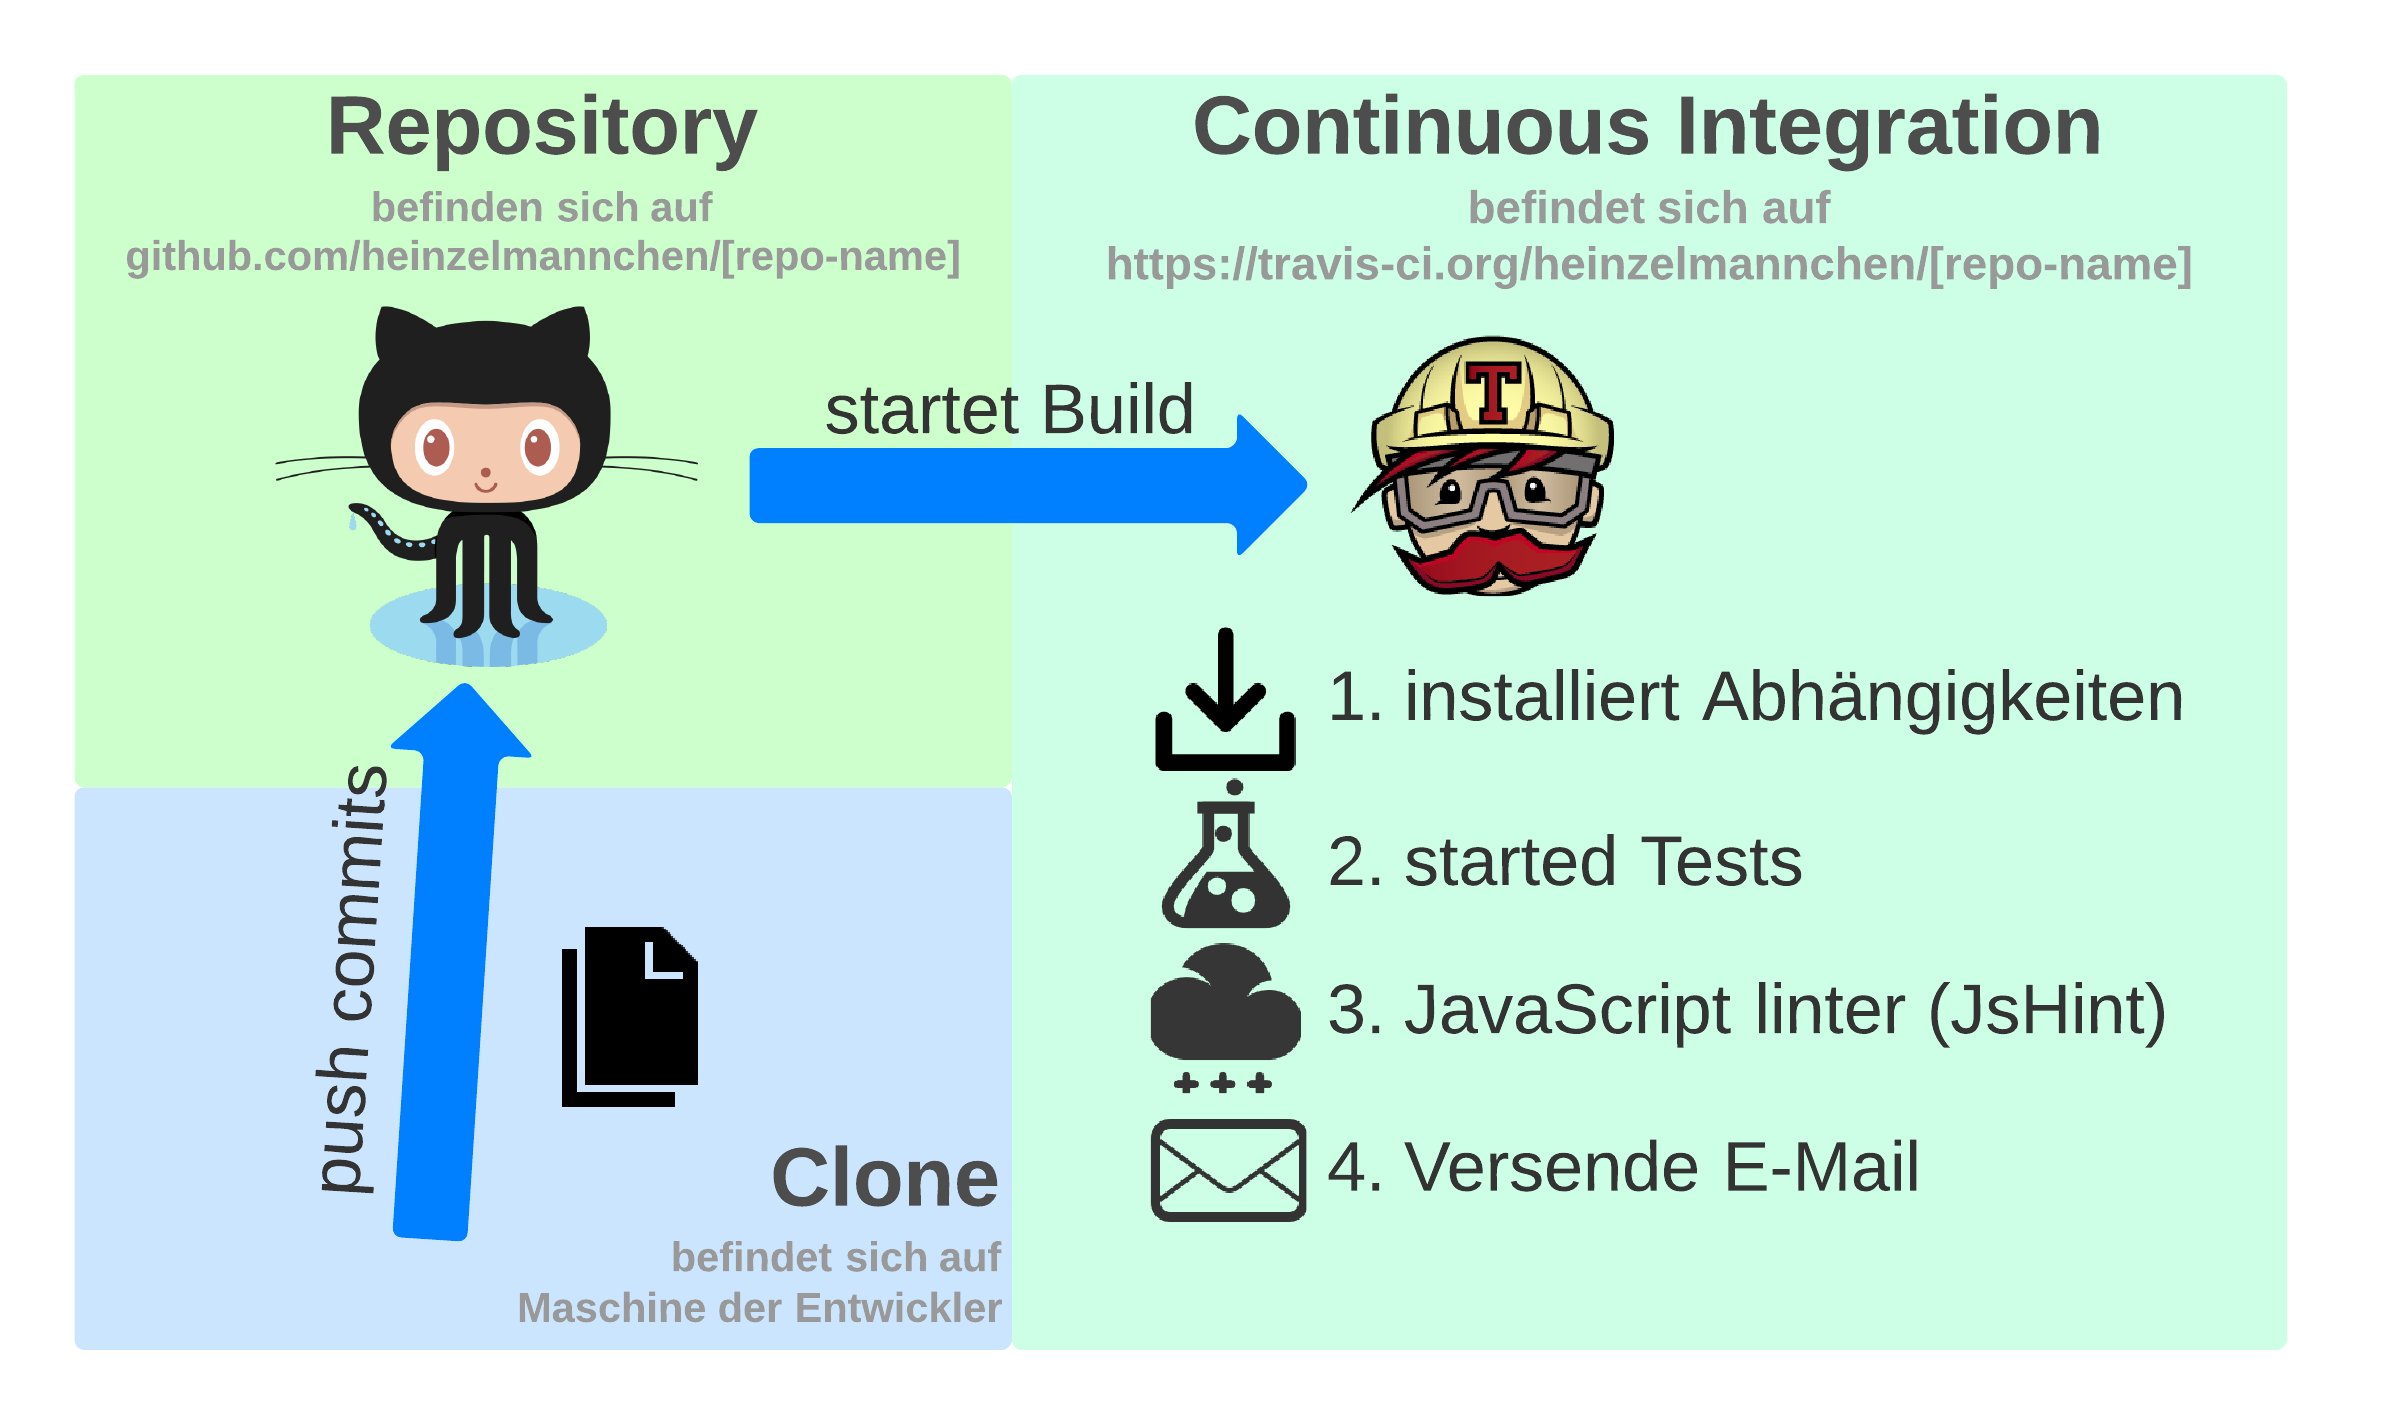 Repository
befinden sich auf
github.com/heinzelmannchen/[repo-name]
Continuous Integration
befindet sich auf
https://travis-ci.org/heinzelmannchen/[repo-name]
startet Build
T
1. installiert Abhängigkeiten
2. started Tests
3. JavaScript linter (JsHint)
4. Versende E-Mail
push commits
Clone
befindet sich auf
Maschine der Entwickler